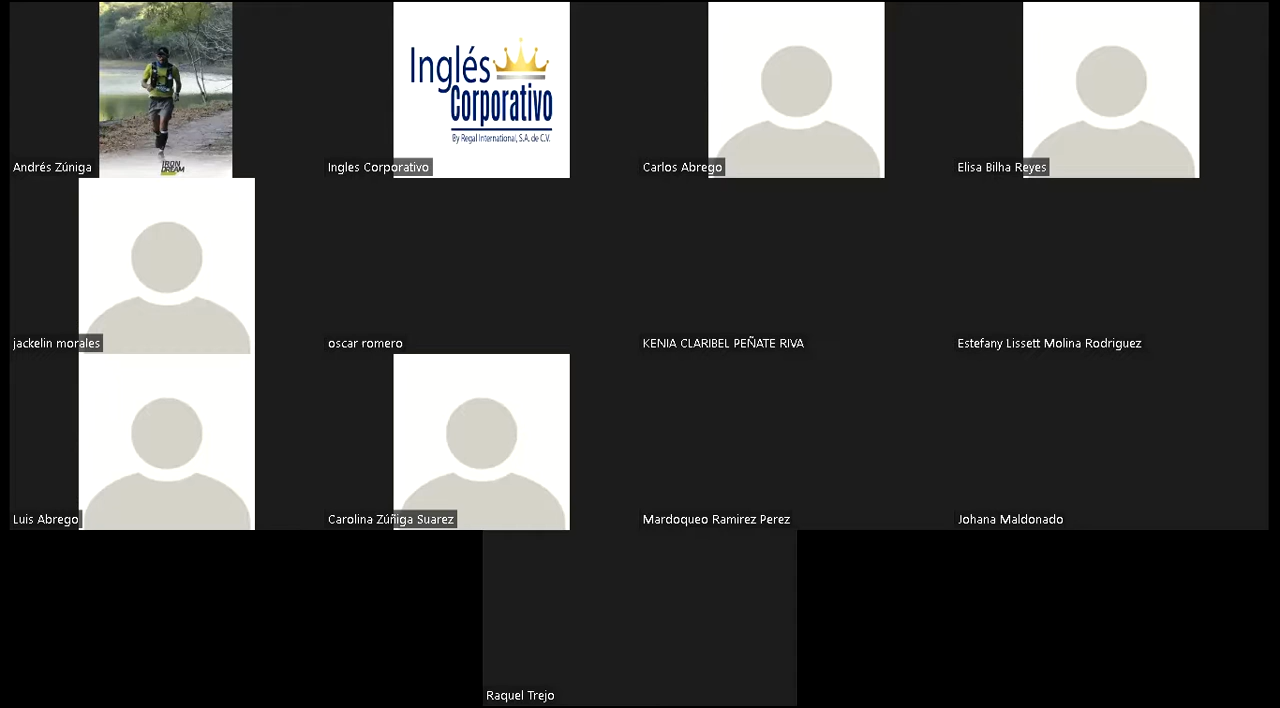 IRON
DREAM
Andrés Zúniga
Inglés
Corporativo
By Regal International, S.A. de C.V.
Ingles Corporativo
Carlos Abrego
Elisa Bilha Reyes
jackelin morales
oscar romero
KENIA CLARIBEL PEÑATE RIVA
Estefany Lissett Molina Rodriguez
Luis Abrego
Carolina Zúñiga Suarez
Mardoqueo Ramirez Perez
Johana Maldonado
Raquel Trejo